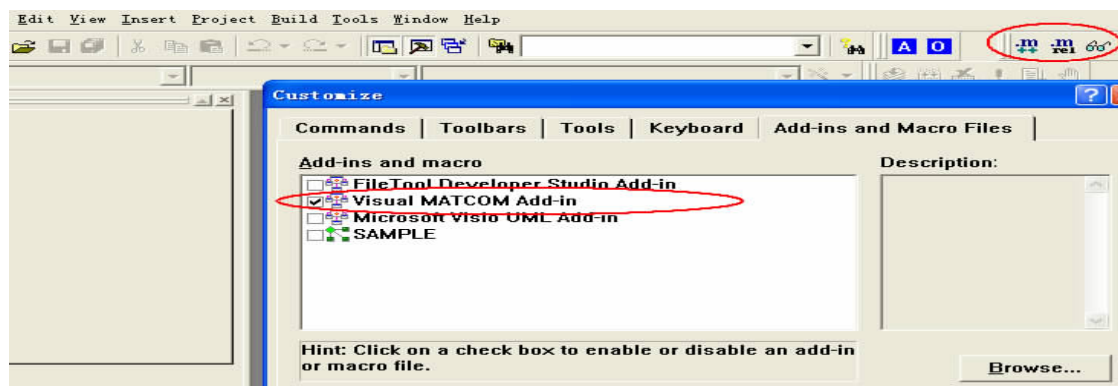 Edit View Insert Project Build Tools Window Help
A O .m ++ .m rel
Customize
Commands Toolbars Tools Keyboard Add-ins and Macro Files
Add-ins and macro Description:
FileTool Developer Studio Add-in
Visual MATCOM Add-in
Microsoft Visio UML Add-in
SAMPLE
Hint: Click on a check box to enable or disable an add-in
or macro file.
Browse...